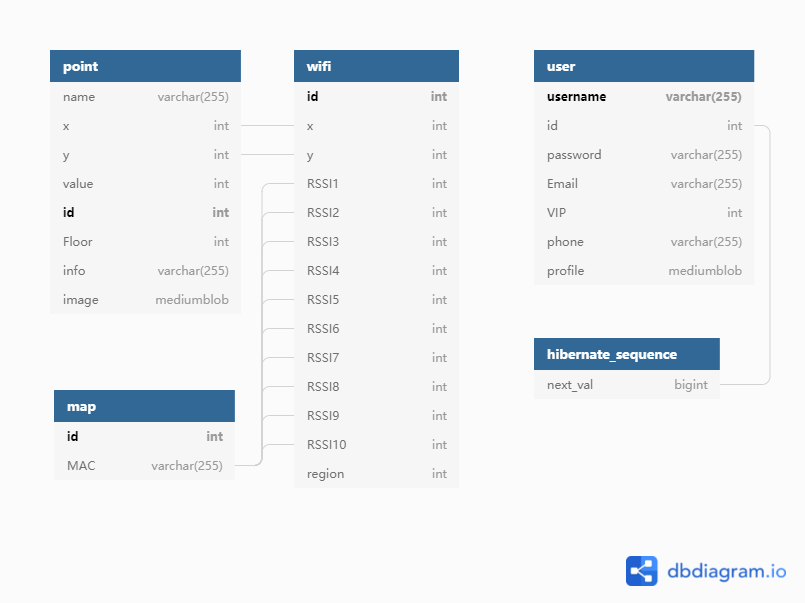 point
name varchar(255)
x int
y int
value int
id int
Floor int
info varchar(255)
image mediumblob
map
id int
MAC varchar(255)
wifi
id int
x int
y int
RSSI1 int
RSSI2 int
RSSI3 int
RSSI4 int
RSSI5 int
RSSI6 int
RSSI7 int
RSSI8 int
RSSI9 int
RSSI10 int
region int
user
username varchar(255)
id int
password varchar(255)
Email varchar(255)
VIP int
phone varchar(255)
profile mediumblob
hibernate_sequence
next_val bigint
dbdiagram.io